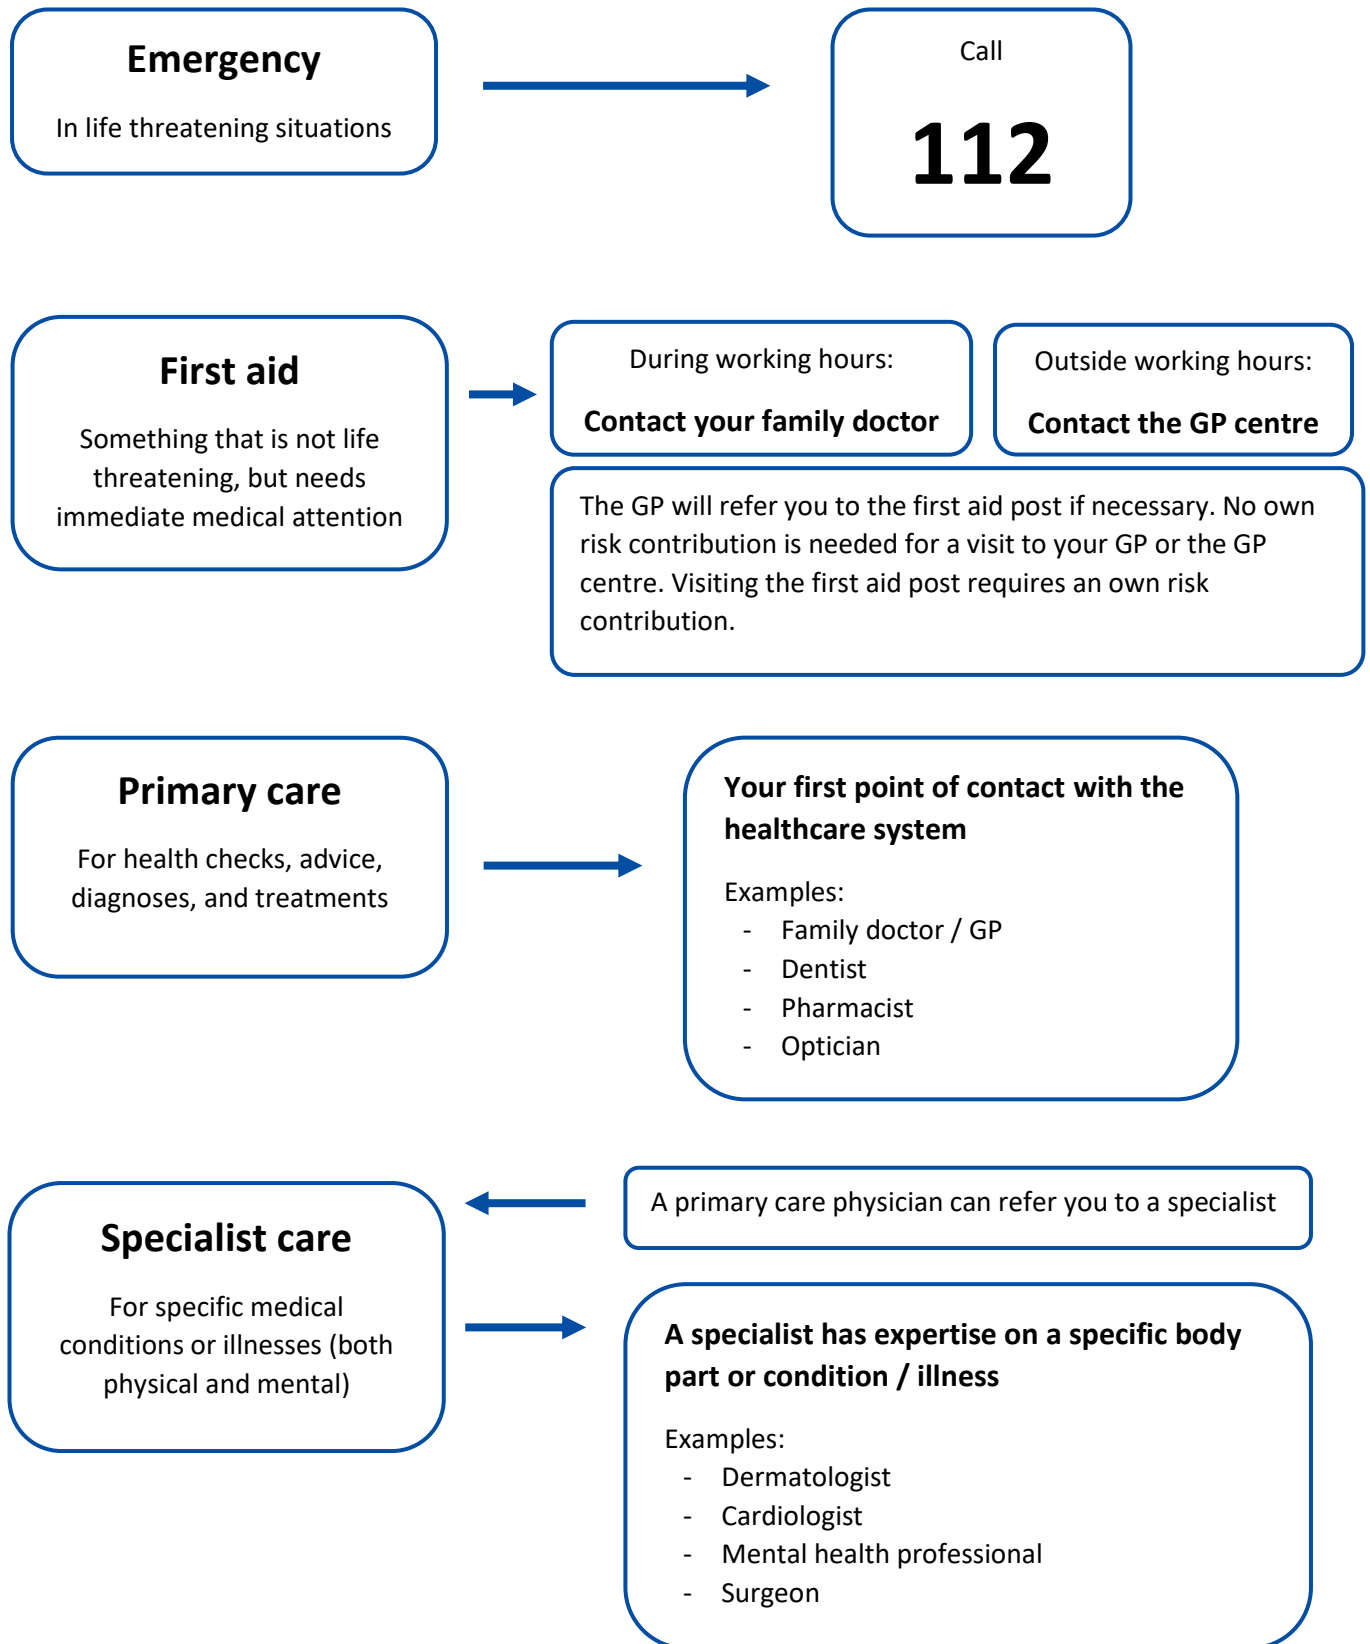 Emergency
In life threatening situations
Call
112
First aid
Something that is not life
threatening, but needs
immediate medical attention
During working hours:
Contact your family doctor
Outside working hours:
Contact the GP centre
The GP will refer you to the first aid post if necessary. No own
risk contribution is needed for a visit to your GP or the GP
centre. Visiting the first aid post requires an own risk
contribution.
Primary care
For health checks, advice,
diagnoses, and treatments
Your first point of contact with the
healthcare system
Examples:
- Family doctor / GP
- Dentist
- Pharmacist
- Optician
Specialist care
For specific medical
conditions or illnesses (both
physical and mental)
A primary care physician can refer you to a specialist
A specialist has expertise on a specific body
part or condition / illness
Examples:
- Dermatologist
- Cardiologist
- Mental health professional
- Surgeon